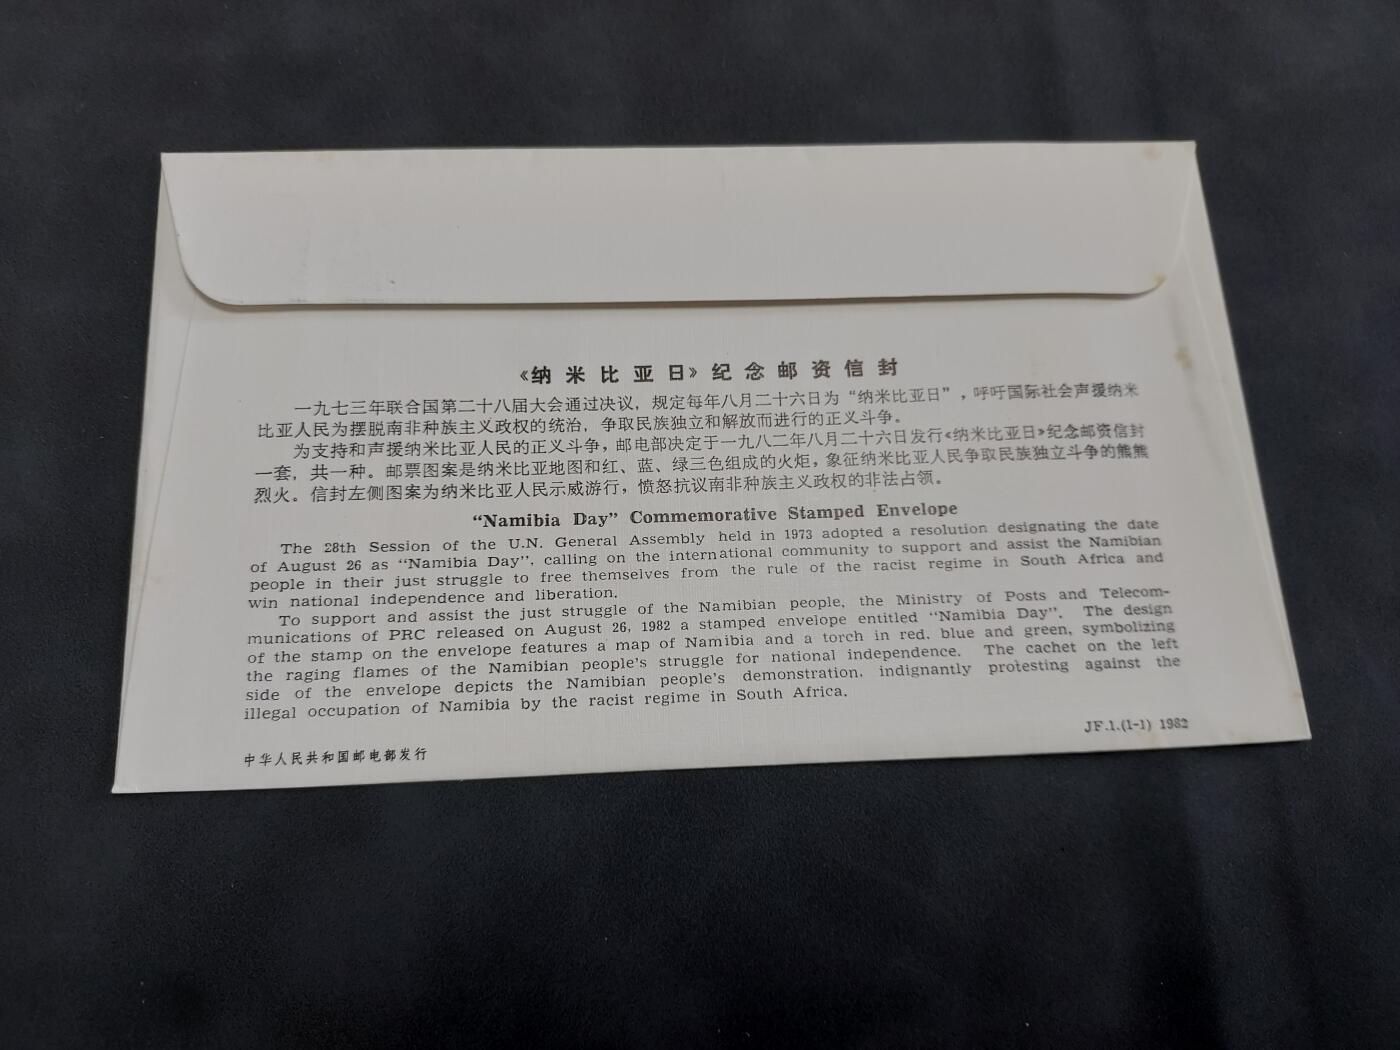 《纳米比亚日》纪念邮资信封
一九七三年联合国第二十八届大会通过决议，规定每年八月二十六日为“纳米比亚日”，呼吁国际社会声援纳米
比亚人民为摆脱南非种族主义政权的统治，争取民族独立和解放而进行的正义斗争。
为支持和声援纳米比亚人民的正义斗争，邮电部决定于一九八二年八月二十六日发行《纳米比亚日》纪念邮资信封
一套，共一种。邮票图案是纳米比亚地图和红、蓝、绿三色组成的火炬，象征纳米比亚人民争取民族独立斗争的熊熊
烈火。信封左侧图案为纳米比亚人民示威游行，愤怒抗议南非种族主义政权的非法占领。
“Namibia Day” Commemorative Stamped Envelope
The 28th Session of the U.N. General Assembly held in 1973 adopted a resolution designating the date
of August 26 as “Namibia Day”, calling on the international community to support and assist the Namibian
people in their just struggle to free themselves from the rule of the racist regime in South Africa and
win national independence and liberation.
To support and assist the just struggle of the Namibian people, the Ministry of Posts and Telecom-
munications of PRC released on August 26, 1982 a stamped envelope entitled “Namibia Day”. The design
of the stamp on the envelope features a map of Namibia and a torch in red, blue and green, symbolizing
the raging flames of the Namibian people's struggle for national independence. The cachet on the left
side of the envelope depicts the Namibian people's demonstration, indignantly protesting against the
illegal occupation of Namibia by the racist regime in South Africa.
JF.1.(1-1) 1982
中华人民共和国邮电部发行